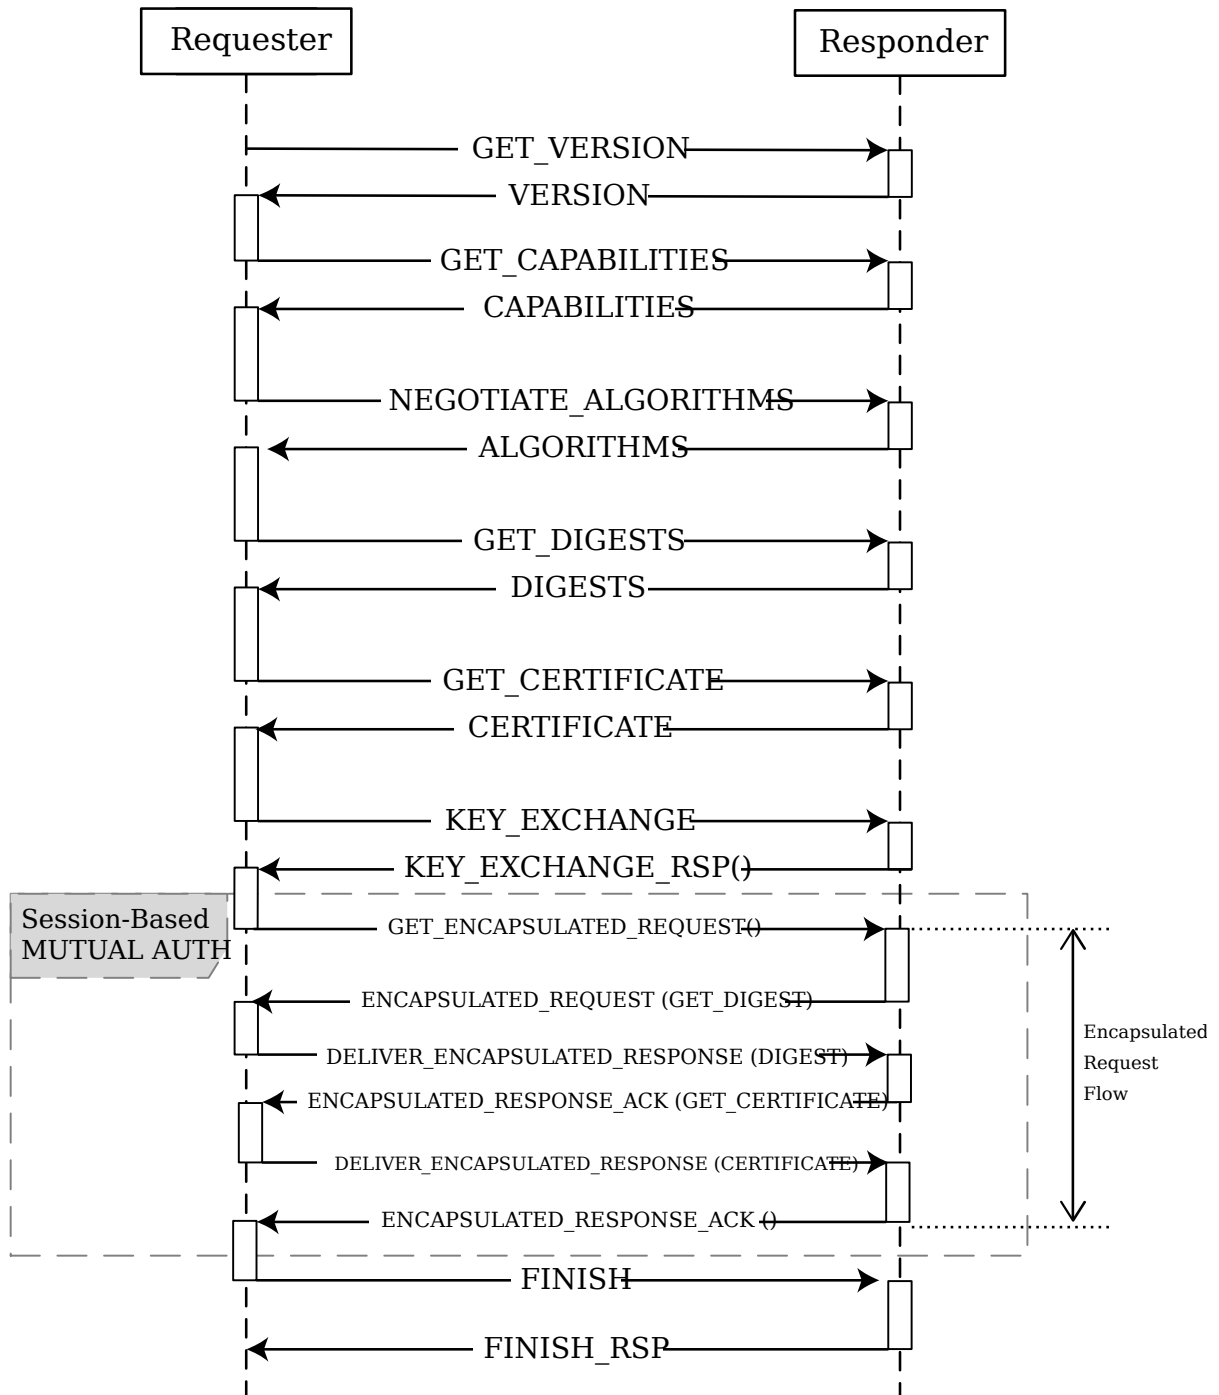 Requester
Responder
GET_VERSION
VERSION
GET_CAPABILITIES
CAPABILITIES
NEGOTIATE_ALGORITHMS
ALGORITHMS
GET_DIGESTS
DIGESTS
GET_CERTIFICATE
CERTIFICATE
KEY_EXCHANGE
KEY_EXCHANGE_RSP()
Session-Based
MUTUAL AUTH
GET_ENCAPSULATED_REQUEST()
ENCAPSULATED_REQUEST (GET_DIGEST)
Encapsulated
Request
Flow
DELIVER_ENCAPSULATED_RESPONSE (DIGEST)
ENCAPSULATED_RESPONSE_ACK (GET_CERTIFICATE)
DELIVER_ENCAPSULATED_RESPONSE (CERTIFICATE)
ENCAPSULATED_RESPONSE_ACK ()
FINISH
FINISH_RSP